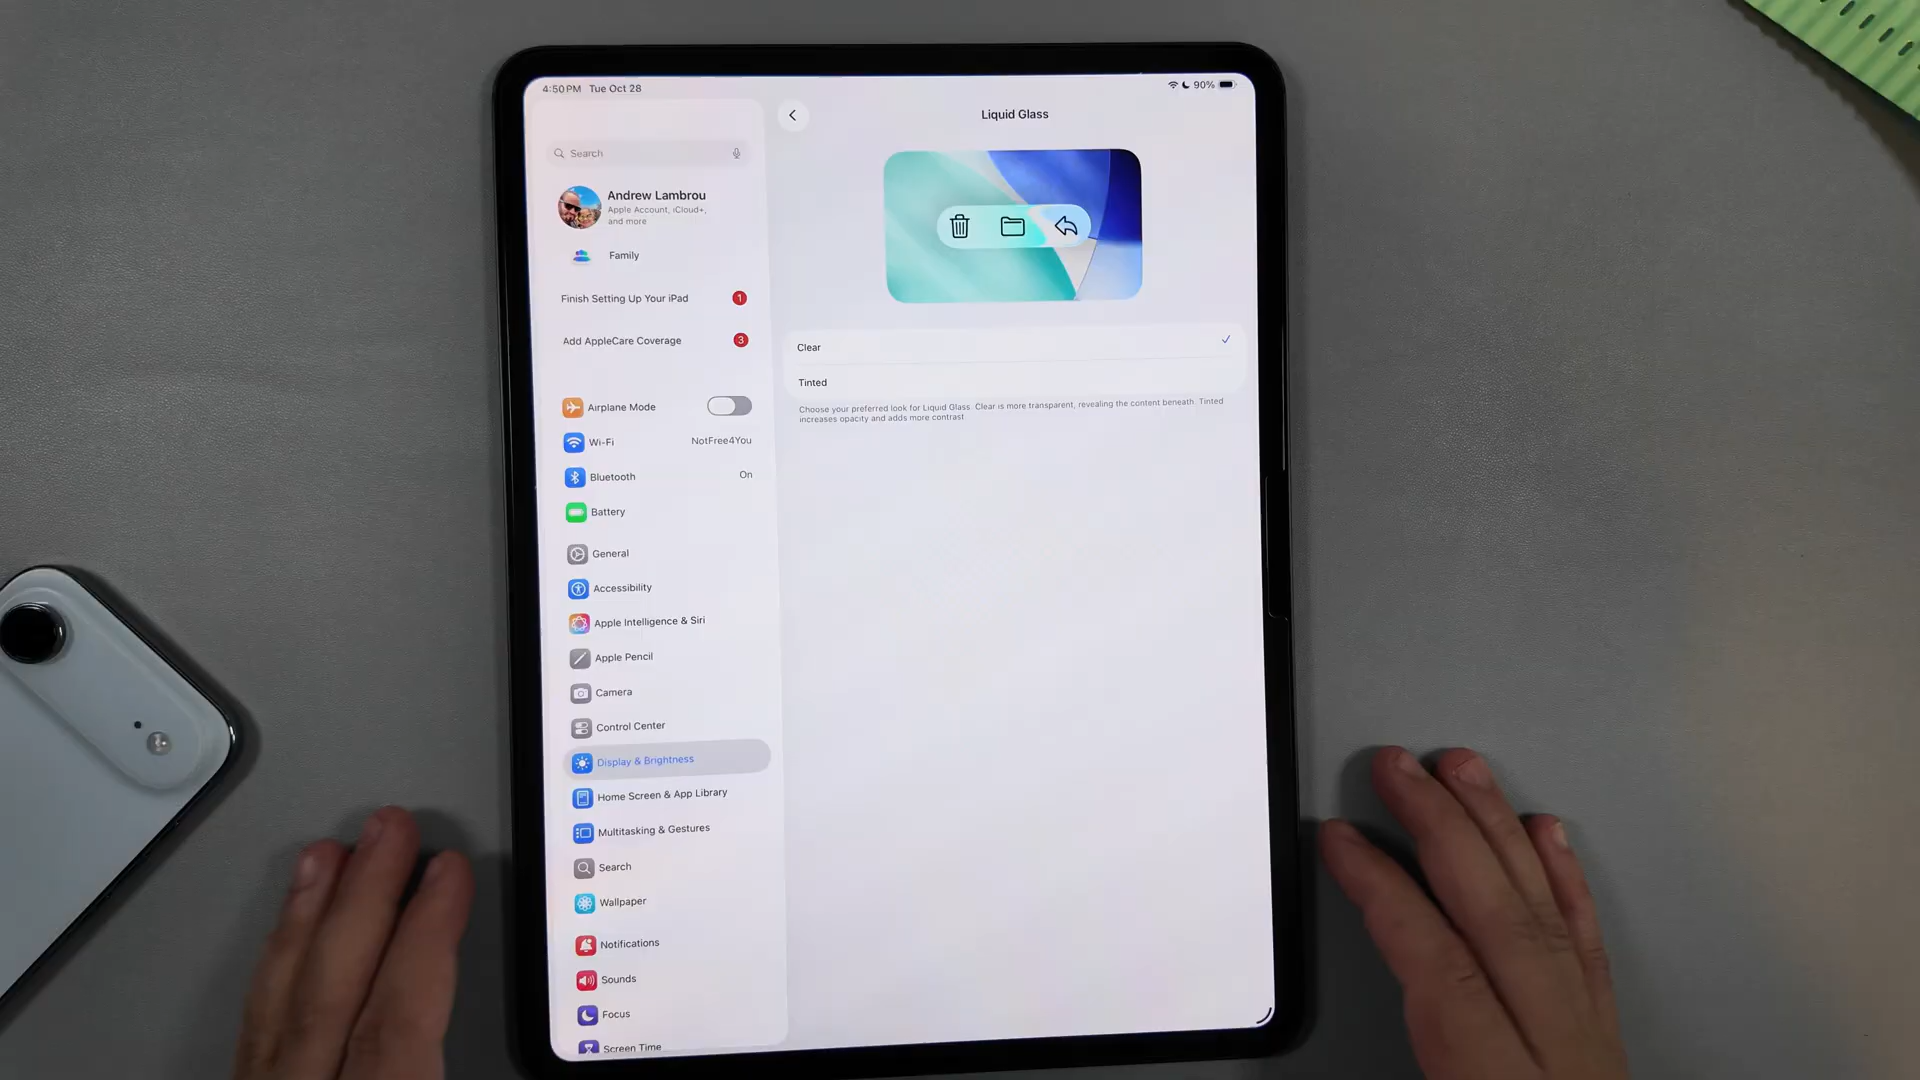 4:50 PM Tue Oct 28
90%
Search
Andrew Lambrou
Apple Account, iCloud+,
and more
Family
Finish Setting Up Your iPad
1
Add AppleCare Coverage
3
Airplane Mode
Wi-Fi
NotFree4You
Bluetooth
On
Battery
General
Accessibility
Apple Intelligence & Siri
Apple Pencil
Camera
Control Center
Display & Brightness
Home Screen & App Library
Multitasking & Gestures
Search
Wallpaper
Notifications
Sounds
Focus
Screen Time
Liquid Glass
Clear
Tinted
Choose your preferred look for Liquid Glass. Clear is more transparent, revealing the content beneath. Tinted
increases opacity and adds more contrast